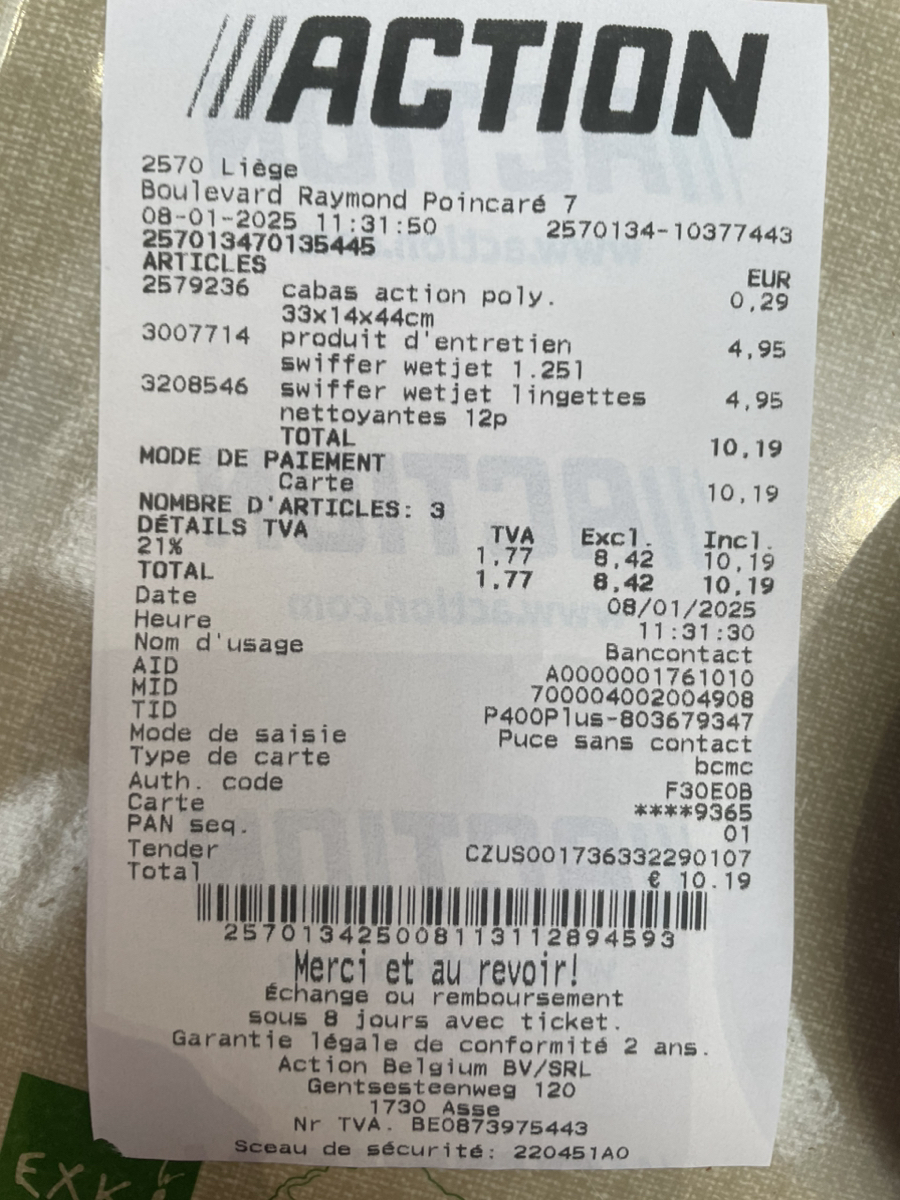 ACTION
2570 Liège
Boulevard Raymond Poincaré 7
08-01-2025 11:31:50 2570134-10377443
257013470135445
ARTICLES EUR
2579236 cabas action poly. 0,29
33x14x44cm
3007714 produit d'entretien 4,95
swiffer wetjet 1.25l
3208546 swiffer wetjet lingettes 4,95
nettoyantes 12p
TOTAL 10,19
MODE DE PAIEMENT
Carte 10,19
NOMBRE D'ARTICLES: 3
DÉTAILS TVA TVA Excl. Incl.
21% 1,77 8,42 10,19
TOTAL 1,77 8,42 10,19
Date 08/01/2025
Heure 11:31:30
Nom d'usage Bancontact
AID A0000001761010
MID 700004002004908
TID P400Plus-803679347
Mode de saisie Puce sans contact
Type de carte bcmc
Auth. code F30E0B
Carte ****9365
PAN seq. 01
Tender CZUS001736332290107
Total € 10.19
257013425008113112894593
Merci et au revoir!
Échange ou remboursement
sous 8 jours avec ticket.
Garantie légale de conformité 2 ans.
Action Belgium BV/SRL
Gentsesteenweg 120
1730 Asse
Nr TVA. BE0873975443
Sceau de sécurité: 220451A0